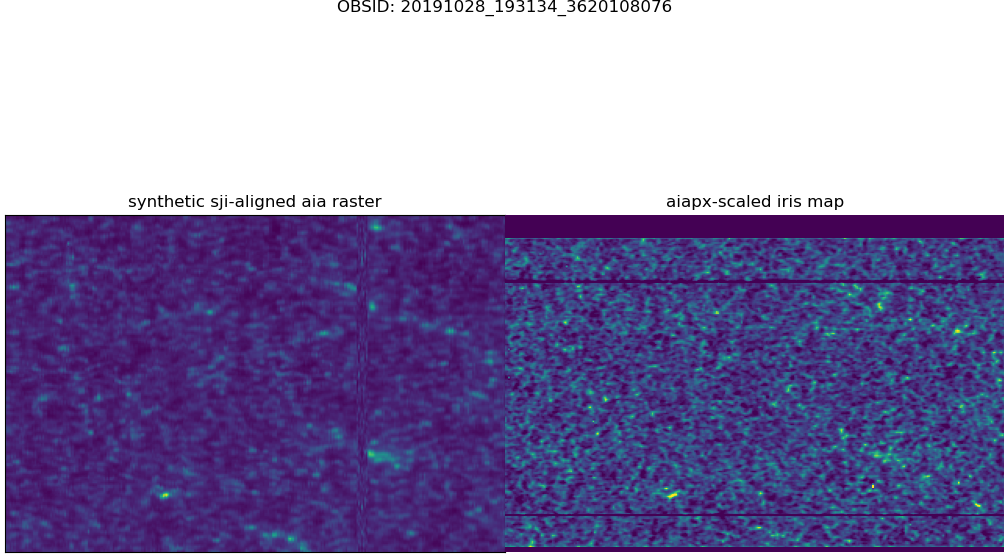 OBSID: 20191028_193134_3620108076
synthetic sji-aligned aia raster
aiapx-scaled iris map